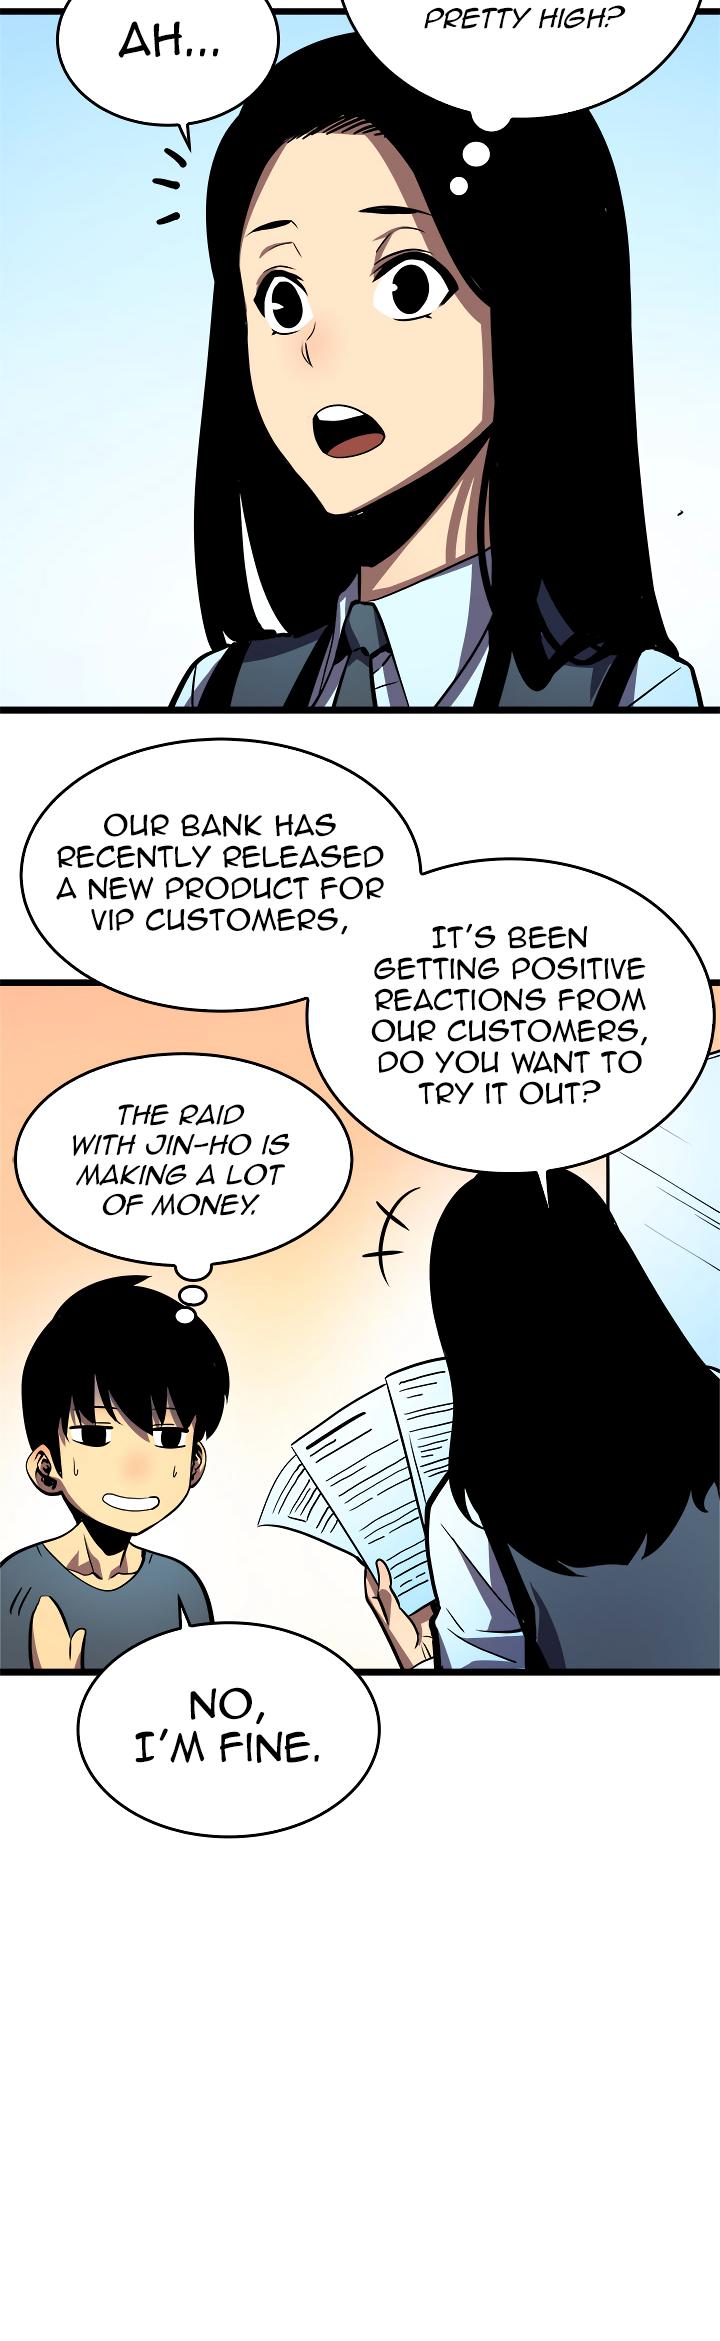 AH...
PRETTY HIGH?
OUR BANK HAS
RECENTLY RELEASED
A NEW PRODUCT FOR
VIP CUSTOMERS,
IT'S BEEN
GETTING POSITIVE
REACTIONS FROM
OUR CUSTOMERS,
DO YOU WANT TO
TRY IT OUT?
THE RAID
WITH JIN-HO IS
MAKING A LOT
OF MONEY.
NO,
I'M FINE.